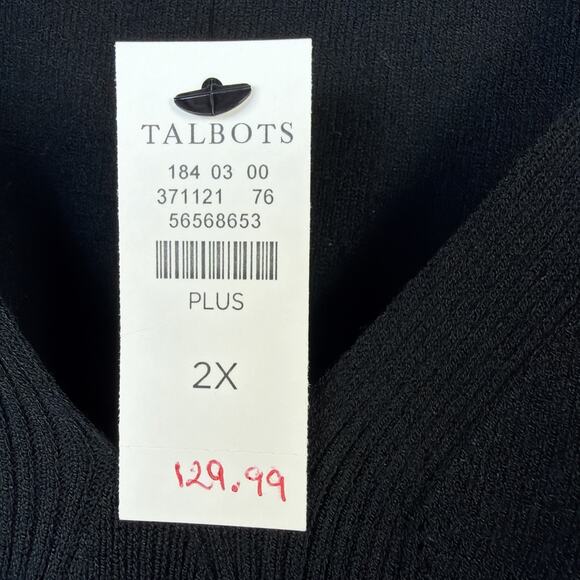 TALBOTS
184 03 00
371121 76
56568653
PLUS
2X
129.99